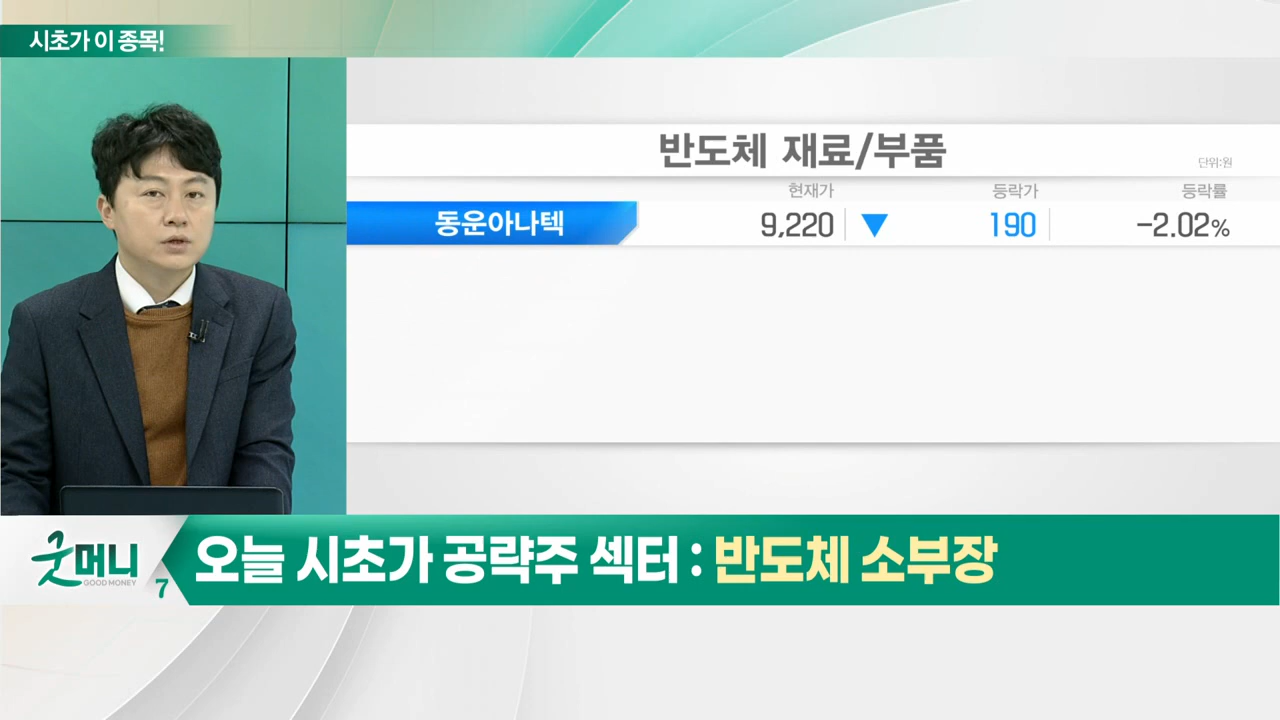 시초가 이 종목!
반도체 재료/부품
단위:원
현재가 등락가 등락률
동운아나텍 9,220 ▼ 190 -2.02%
굿머니
GOOD MONEY
7
오늘 시초가 공략주 섹터 : 반도체 소부장